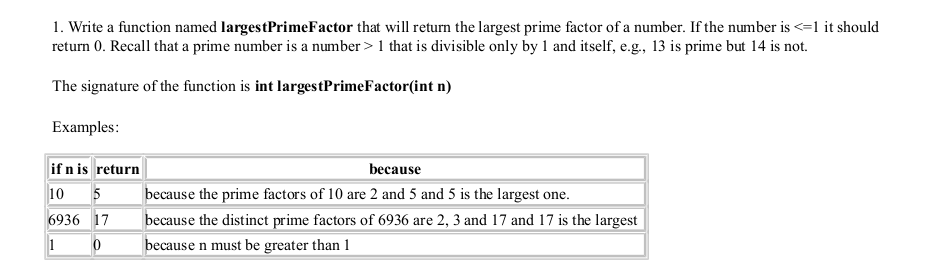 1. Write a function named largestPrimeFactor that will return the largest prime factor of a number. If the number is <=1 it should
return 0. Recall that a prime number is a number > 1 that is divisible only by 1 and itself, e.g., 13 is prime but 14 is not.
The signature of the function is int largestPrimeFactor(int n)
Examples:
if n is return because
10 5 because the prime factors of 10 are 2 and 5 and 5 is the largest one.
6936 17 because the distinct prime factors of 6936 are 2, 3 and 17 and 17 is the largest
1 0 because n must be greater than 1